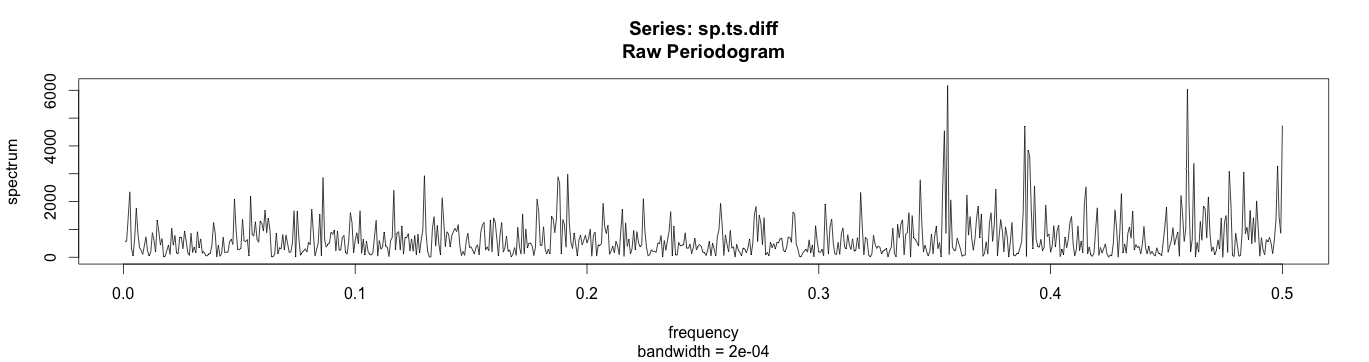 Series: sp.ts.diff
Raw Periodogram
6000
4000
2000
0
spectrum
0.0 0.1 0.2 0.3 0.4 0.5
frequency
bandwidth = 2e-04